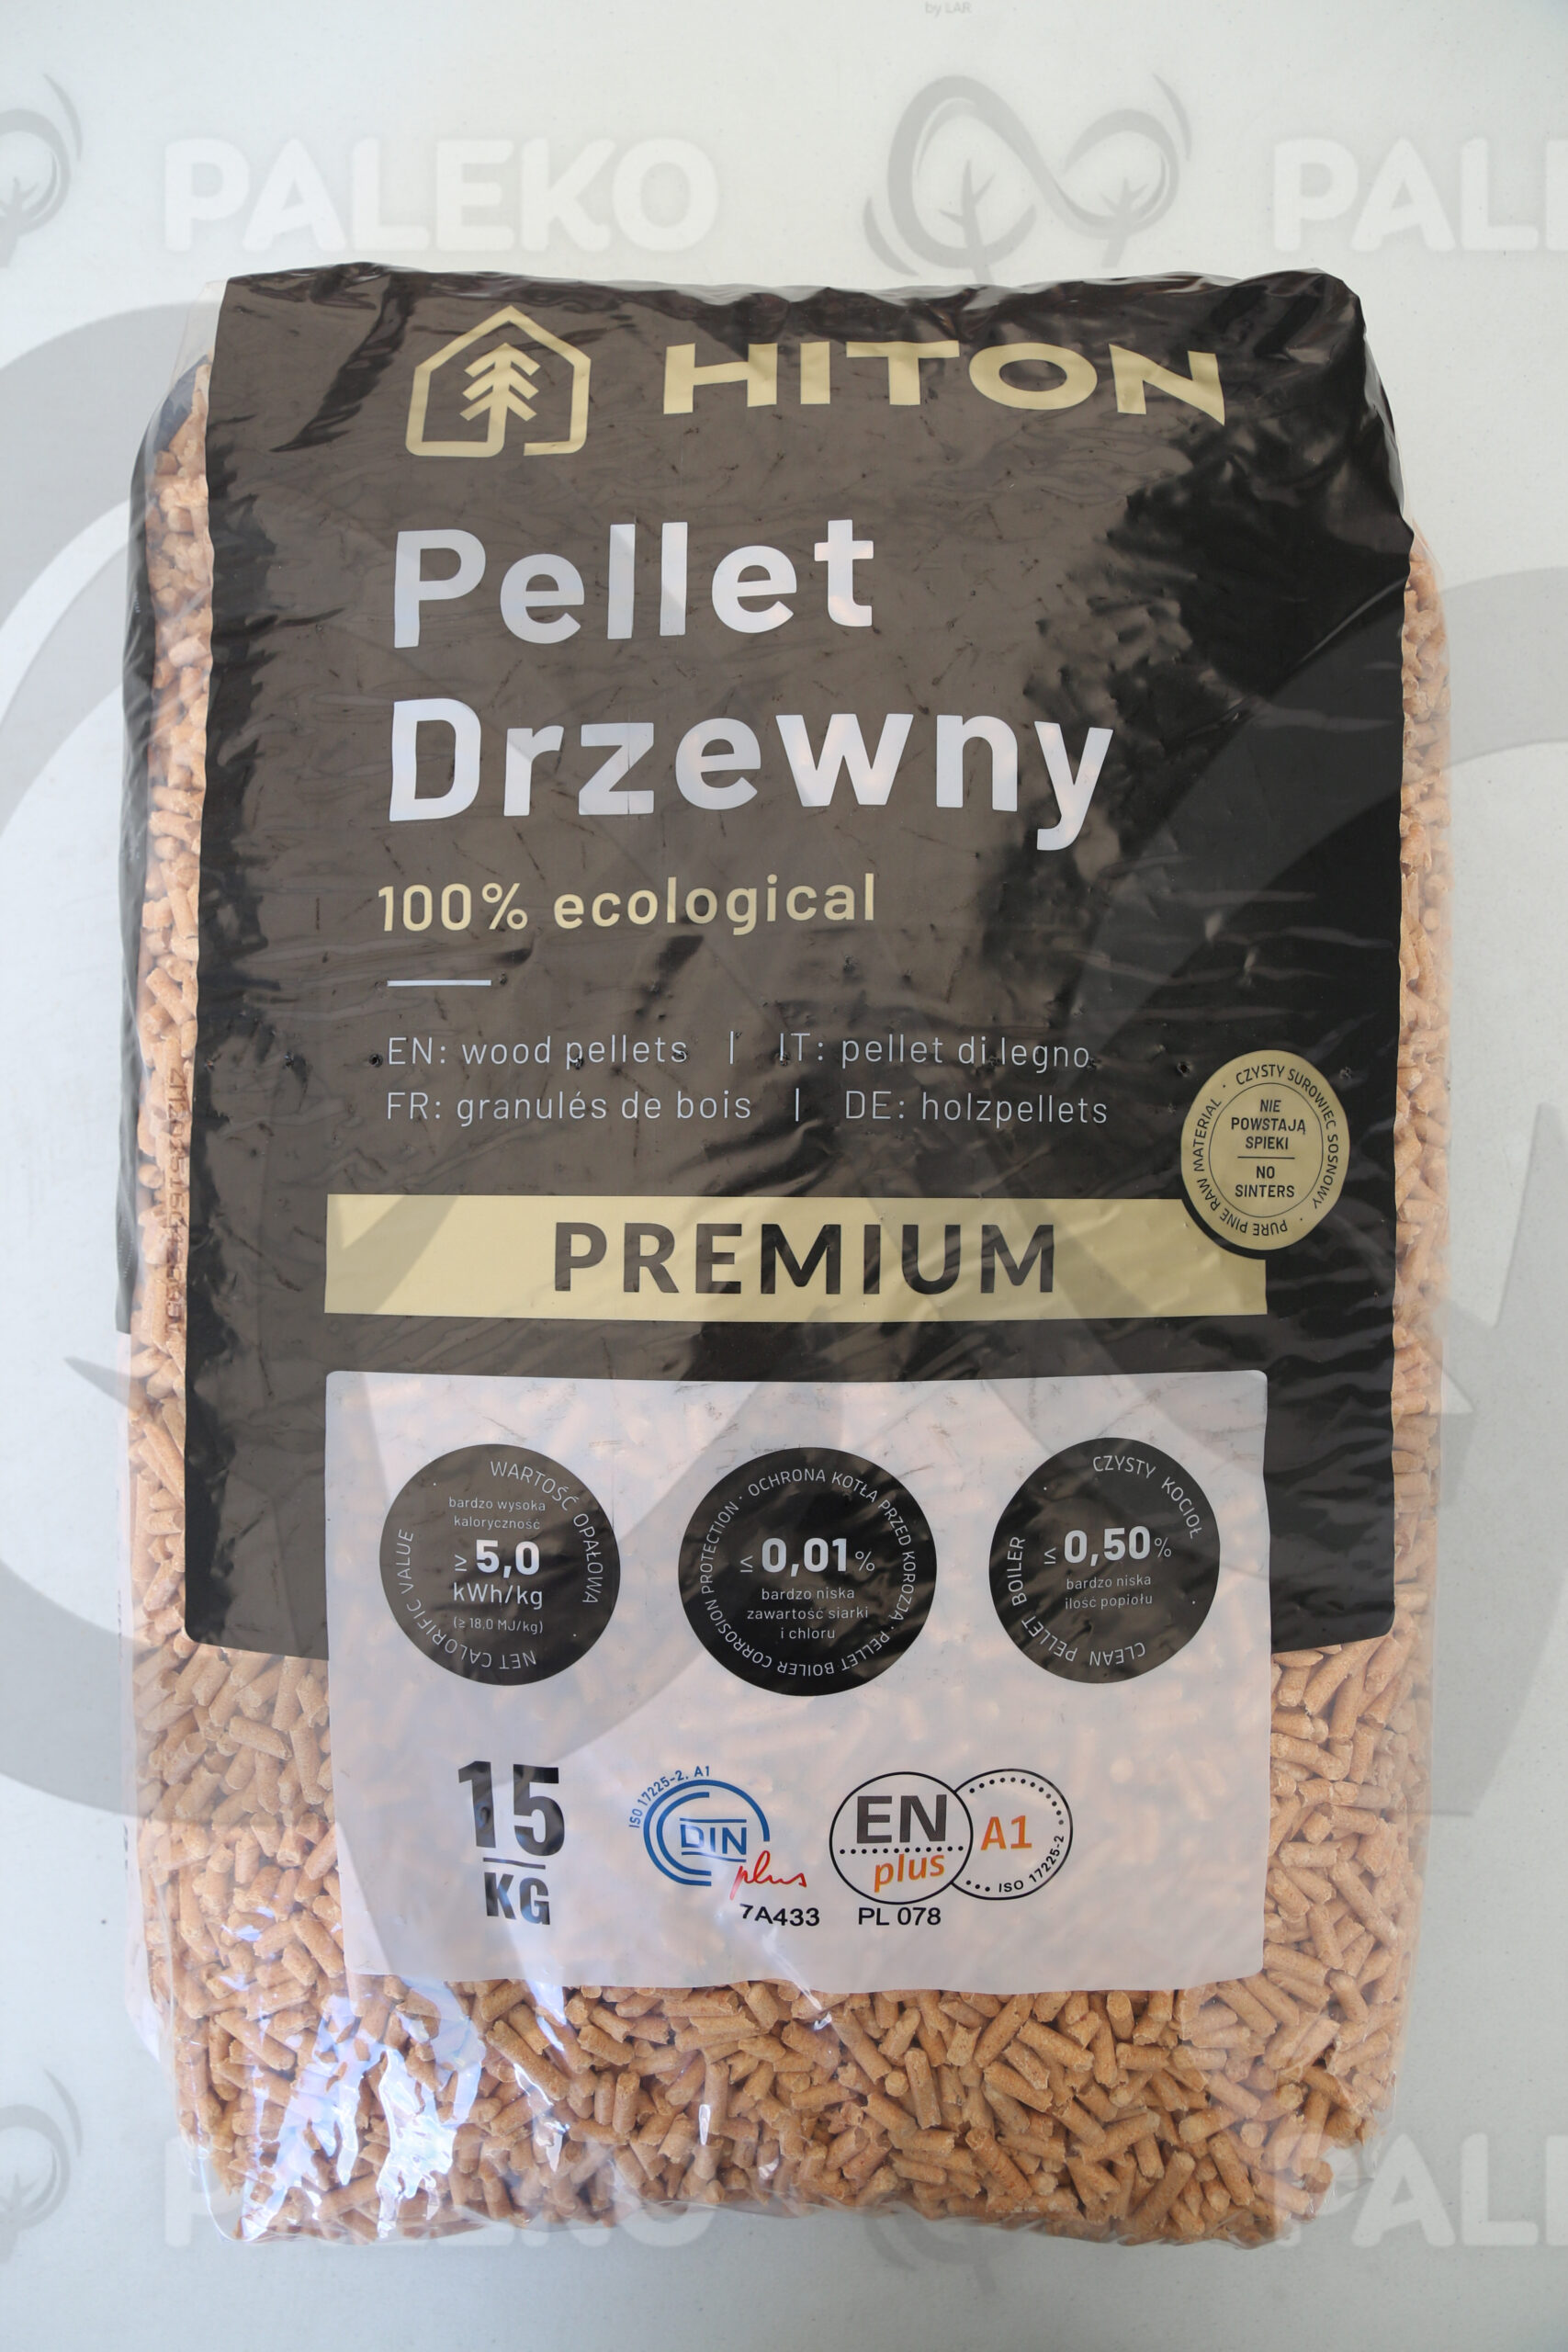 by LAR
PALEKO
PAL
HITON
Pellet
Drzewny
100% ecological
EN: wood pellets | IT: pellet di legno
FR: granulés de bois | DE: holzpellets
CZYSTY SUROWIEC SOSNOWY · PURE PINE RAW MATERIAL ·
NIE
POWSTAJĄ
SPIEKI
NO
SINTERS
PREMIUM
WARTOŚĆ OPAŁOWA · NET CALORIFIC VALUE ·
bardzo wysoka
kaloryczność
≥ 5,0
kWh/kg
(≥ 18,0 MJ/kg)
OCHRONA KOTŁA PRZED KOROZJĄ · PELLET BOILER CORROSION PROTECTION ·
≤ 0,01 %
bardzo niska
zawartość siarki
i chloru
CZYSTY KOCIOŁ · CLEAN PELLET BOILER ·
≤ 0,50 %
bardzo niska
ilość popiołu
15
KG
ISO 17225-2, A1
DIN
plus
7A433
EN
plus
A1
ISO 17225-2
PL 078
PAL